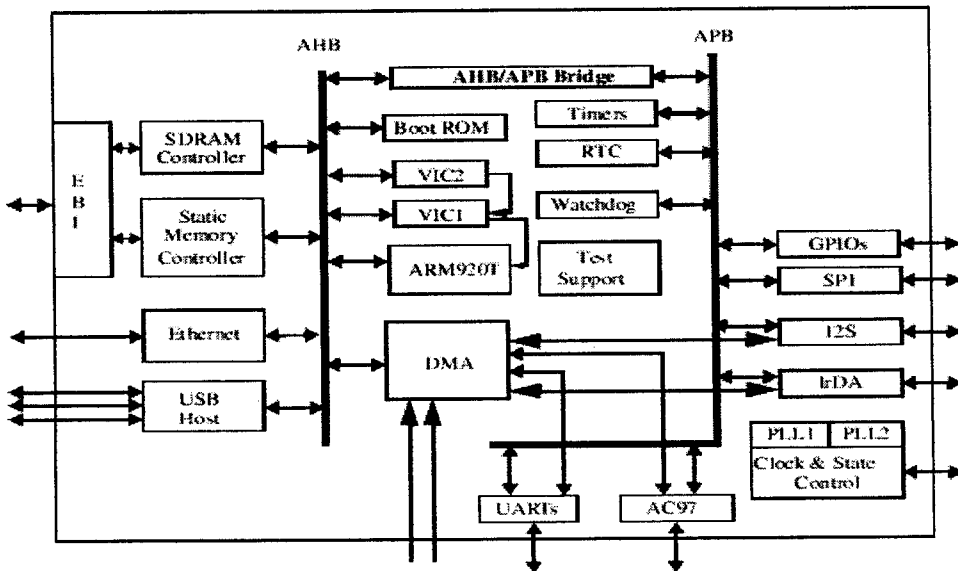 AHB
APB
AHB/APB Bridge
Timers
Boot ROM
RTC
SDRAM
Controller
VIC2
E
B
I
Static
Memory
Controller
VIC1
Watchdog
ARM920T
Test
Support
GPIOs
SPI
Ethernet
DMA
I2S
IrDA
USB
Host
PLL1
PLL2
Clock & State
Control
UARTs
AC97